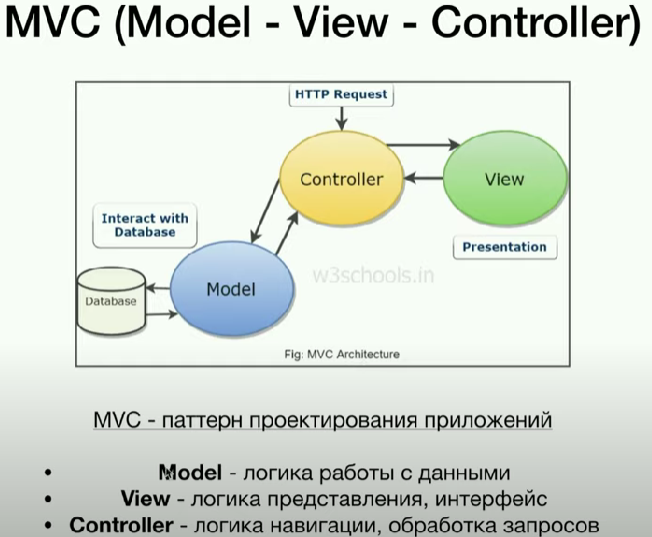 MVC (Model - View - Controller)
HTTP Request
Controller
View
Interact with
Database
Presentation
Model
w3schools.in
Database
Fig: MVC Architecture
MVC - паттерн проектирования приложений
• Model - логика работы с данными
• View - логика представления, интерфейс
• Controller - логика навигации, обработка запросов